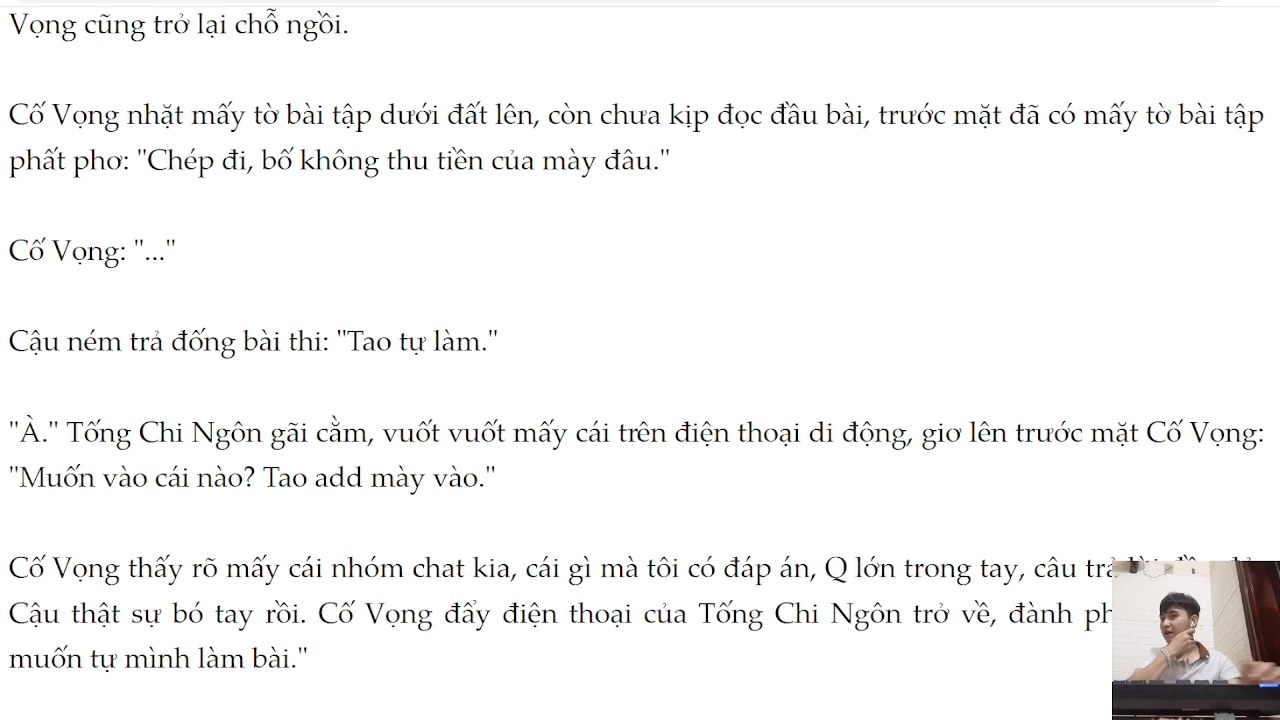 Vọng cũng trở lại chỗ ngồi.
Cố Vọng nhặt mấy tờ bài tập dưới đất lên, còn chưa kịp đọc đầu bài, trước mặt đã có mấy tờ bài tập
phất phơ: "Chép đi, bố không thu tiền của mày đâu."
Cố Vọng: "..."
Cậu ném trả đống bài thi: "Tao tự làm."
"À." Tống Chi Ngôn gãi cằm, vuốt vuốt mấy cái trên điện thoại di động, giơ lên trước mặt Cố Vọng:
"Muốn vào cái nào? Tao add mày vào."
Cố Vọng thấy rõ mấy cái nhóm chat kia, cái gì mà tôi có đáp án, Q lớn trong tay, câu
Cậu thật sự bó tay rồi. Cố Vọng đẩy điện thoại của Tống Chi Ngôn trở về, đành
muốn tự mình làm bài."